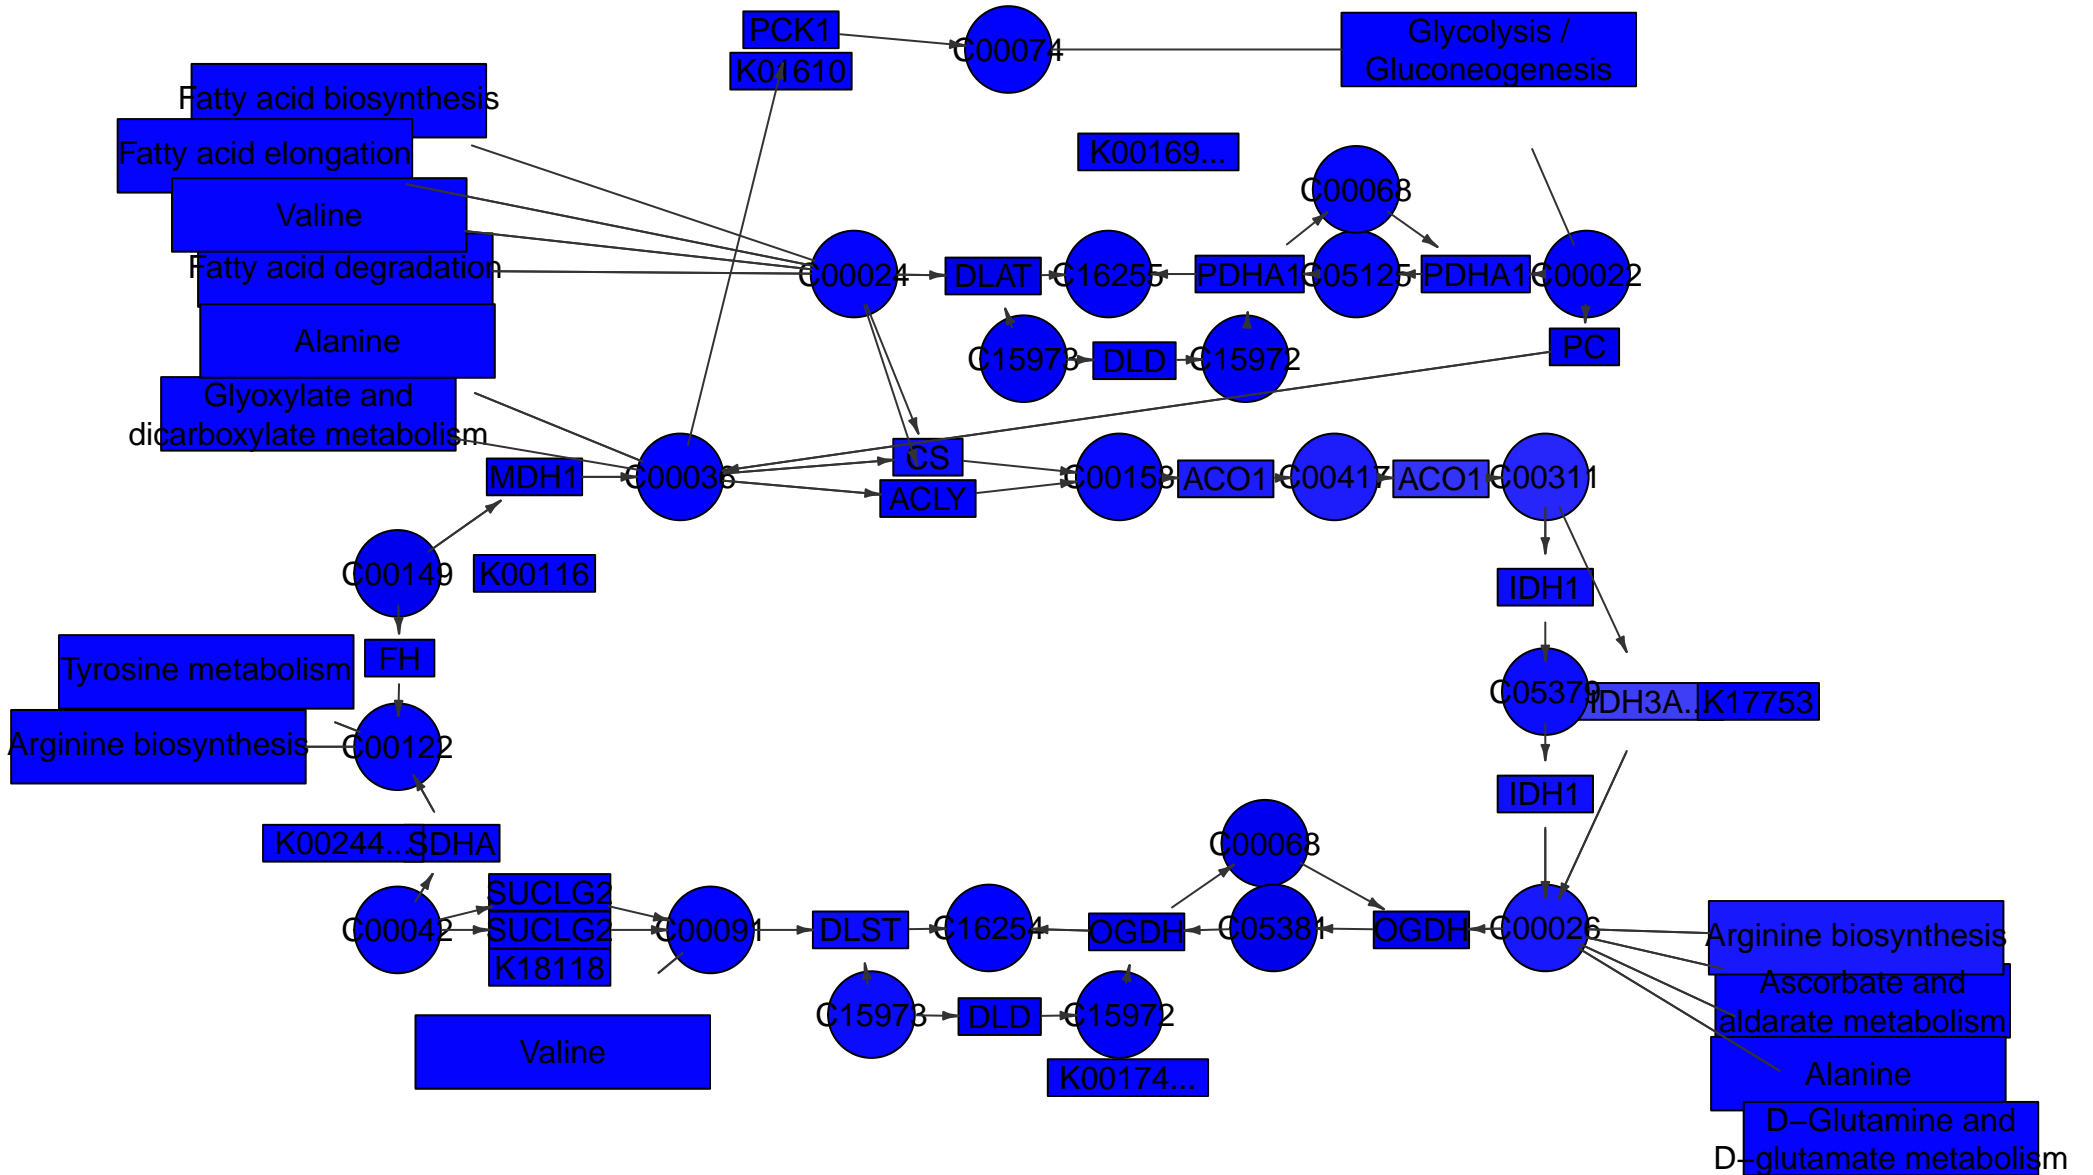 PCK1
C00074
Glycolysis /
Gluconeogenesis
K01610
Fatty acid biosynthesis
Fatty acid elongation
K00169...
C00068
Valine
Fatty acid degradation
C00024
DLAT
C16255
PDHA1
C05125
PDHA1
C00022
Alanine
C15973
DLD
C15972
PC
Glyoxylate and
dicarboxylate metabolism
MDH1
C00036
CS
ACLY
C00158
ACO1
C00417
ACO1
C00311
C00149
K00116
IDH1
FH
Tyrosine metabolism
C05379
IDH3A...
K17753
Arginine biosynthesis
C00122
IDH1
K00244...
SDHA
C00068
SUCLG2
C00042
SUCLG2
C00091
DLST
C16254
OGDH
C05381
OGDH
C00026
Arginine biosynthesis
K18118
Ascorbate and
aldarate metabolism
C15973
DLD
C15972
Valine
K00174...
Alanine
D−Glutamine and
D−glutamate metabolism